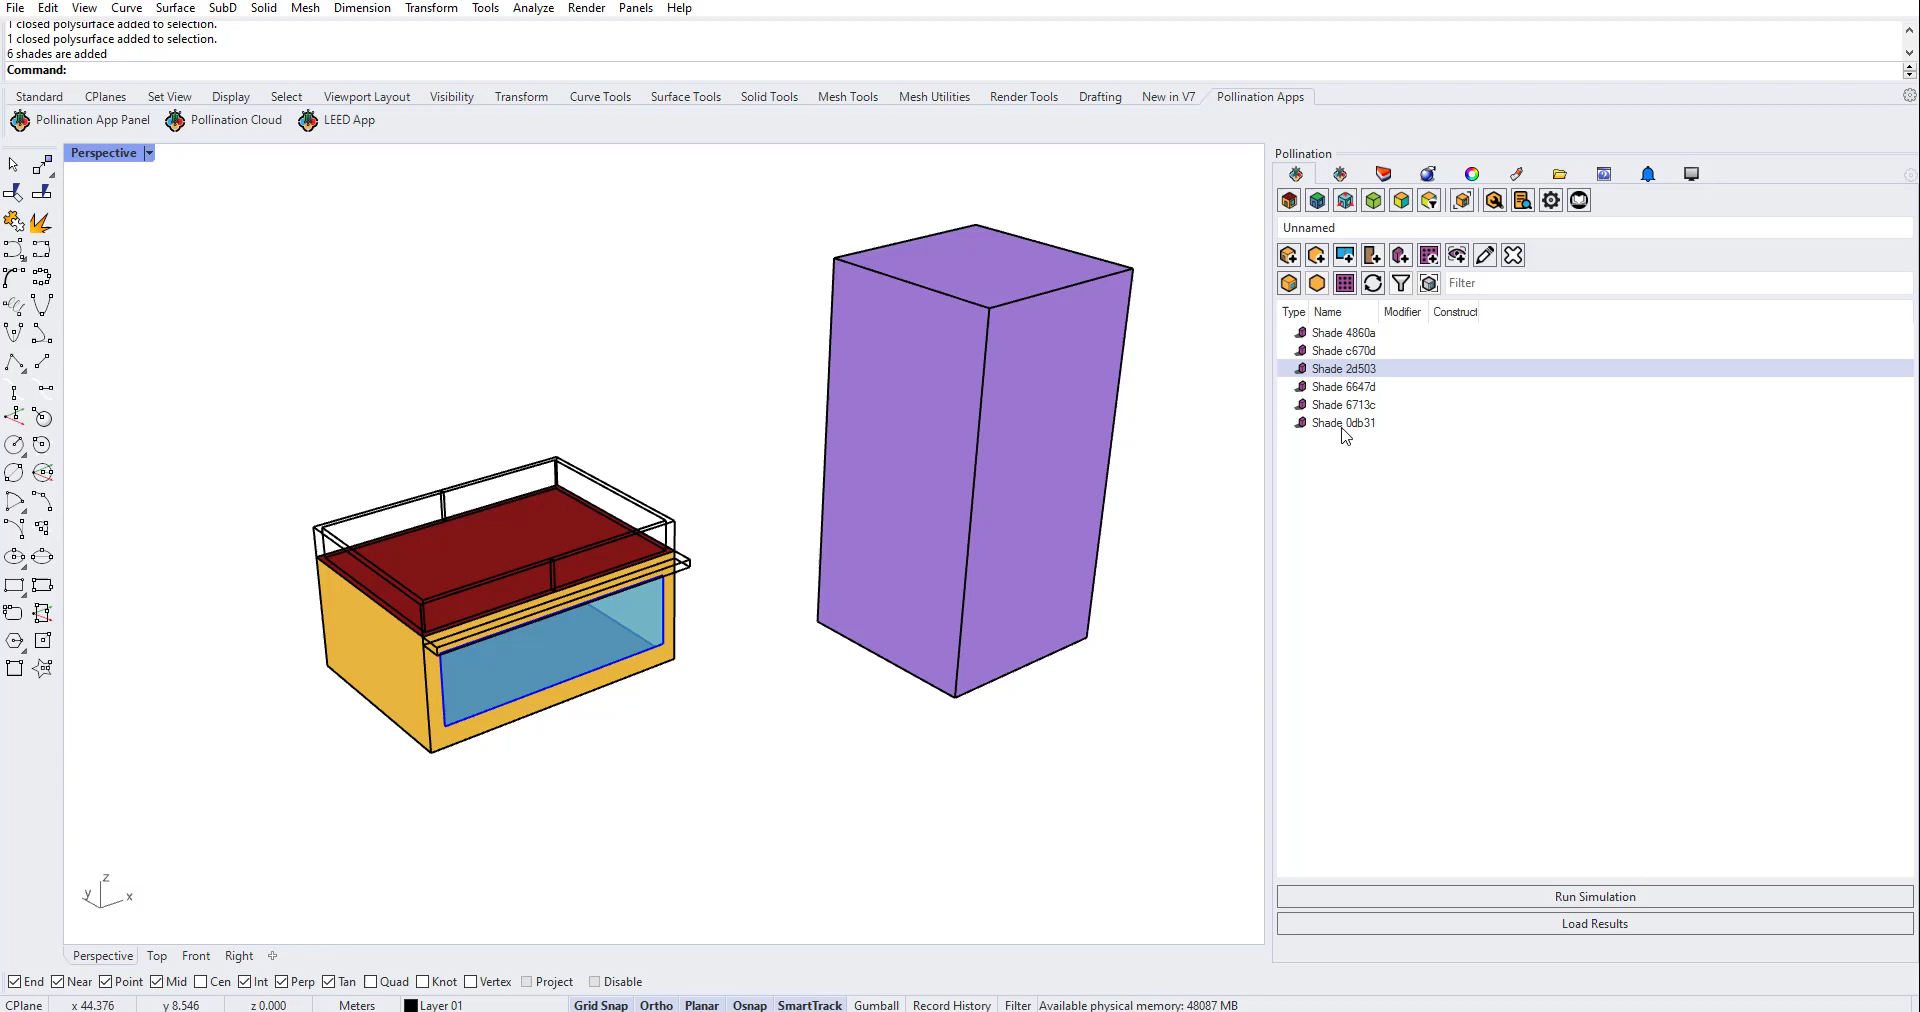 File Edit View Curve Surface SubD Solid Mesh Dimension Transform Tools Analyze Render Panels Help
1 closed polysurface added to selection.
1 closed polysurface added to selection.
6 shades are added
Command:
Standard CPlanes Set View Display Select Viewport Layout Visibility Transform Curve Tools Surface Tools Solid Tools Mesh Tools Mesh Utilities Render Tools Drafting New in V7 Pollination Apps
Pollination App Panel Pollination Cloud LEED App
Perspective
Pollination
Unnamed
Filter
Type Name Modifier Construct
Shade 4860a
Shade c670d
Shade 2d503
Shade 6647d
Shade 6713c
Shade 0db31
z
y
x
Run Simulation
Load Results
Perspective Top Front Right
End Near Point Mid Cen Int Perp Tan Quad Knot Vertex Project Disable
CPlane x 44.376 y 8.546 z 0.000 Meters Layer 01 Grid Snap Ortho Planar Osnap SmartTrack Gumball Record History Filter Available physical memory: 48087 MB